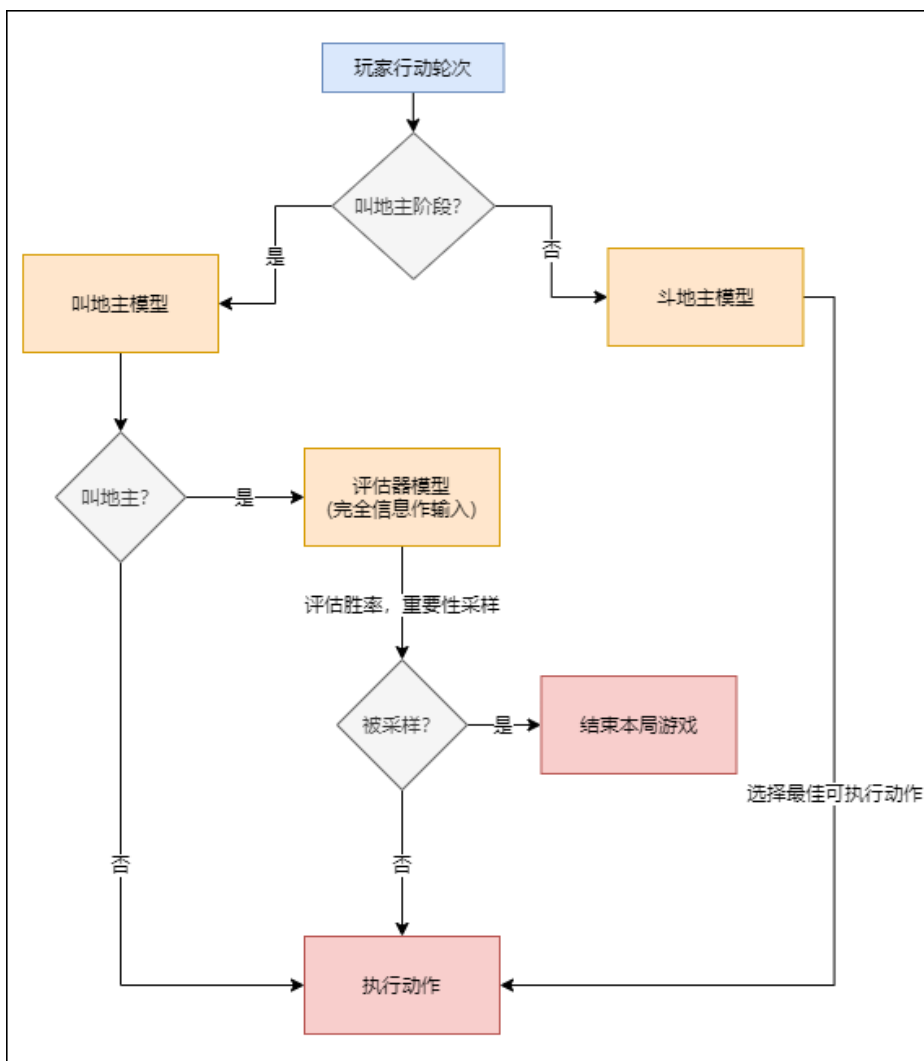 玩家行动轮次
叫地主阶段?
是
否
叫地主模型
斗地主模型
叫地主?
是
评估器模型
(完全信息作输入)
评估胜率，重要性采样
被采样?
是
结束本局游戏
选择最佳可执行动作
否
否
执行动作